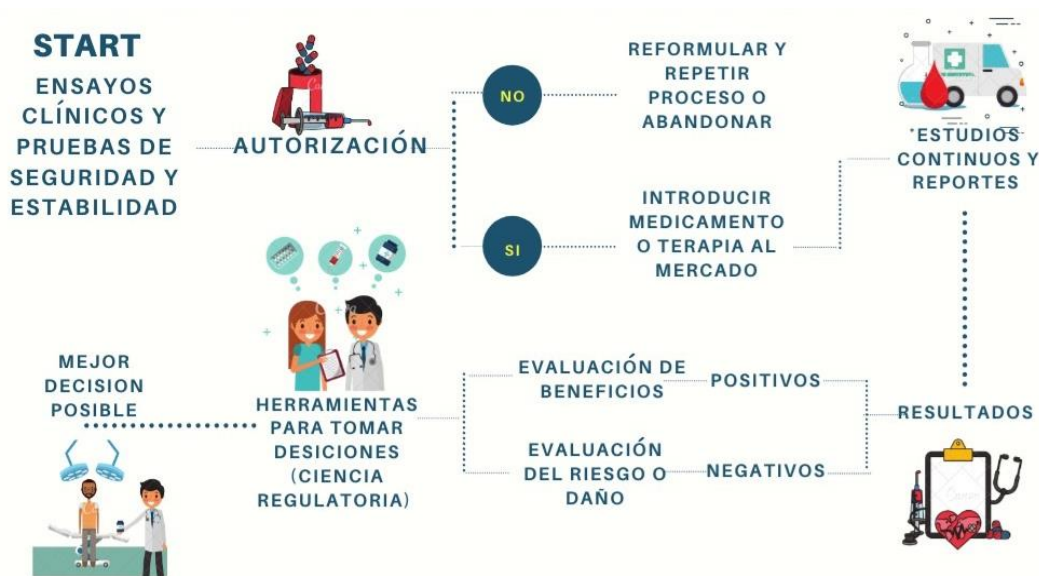 START
ENSAYOS
CLÍNICOS Y
PRUEBAS DE
SEGURIDAD Y
ESTABILIDAD
AUTORIZACIÓN
NO
REFORMULAR Y
REPETIR
PROCESO O
ABANDONAR
SI
INTRODUCIR
MEDICAMENTO
O TERAPIA AL
MERCADO
ESTUDIOS
CONTINUOS Y
REPORTES
RESULTADOS
POSITIVOS
NEGATIVOS
EVALUACIÓN DE
BENEFICIOS
EVALUACIÓN
DEL RIESGO O
DAÑO
HERRAMIENTAS
PARA TOMAR
DESICIONES
(CIENCIA
REGULATORIA)
MEJOR
DECISION
POSIBLE